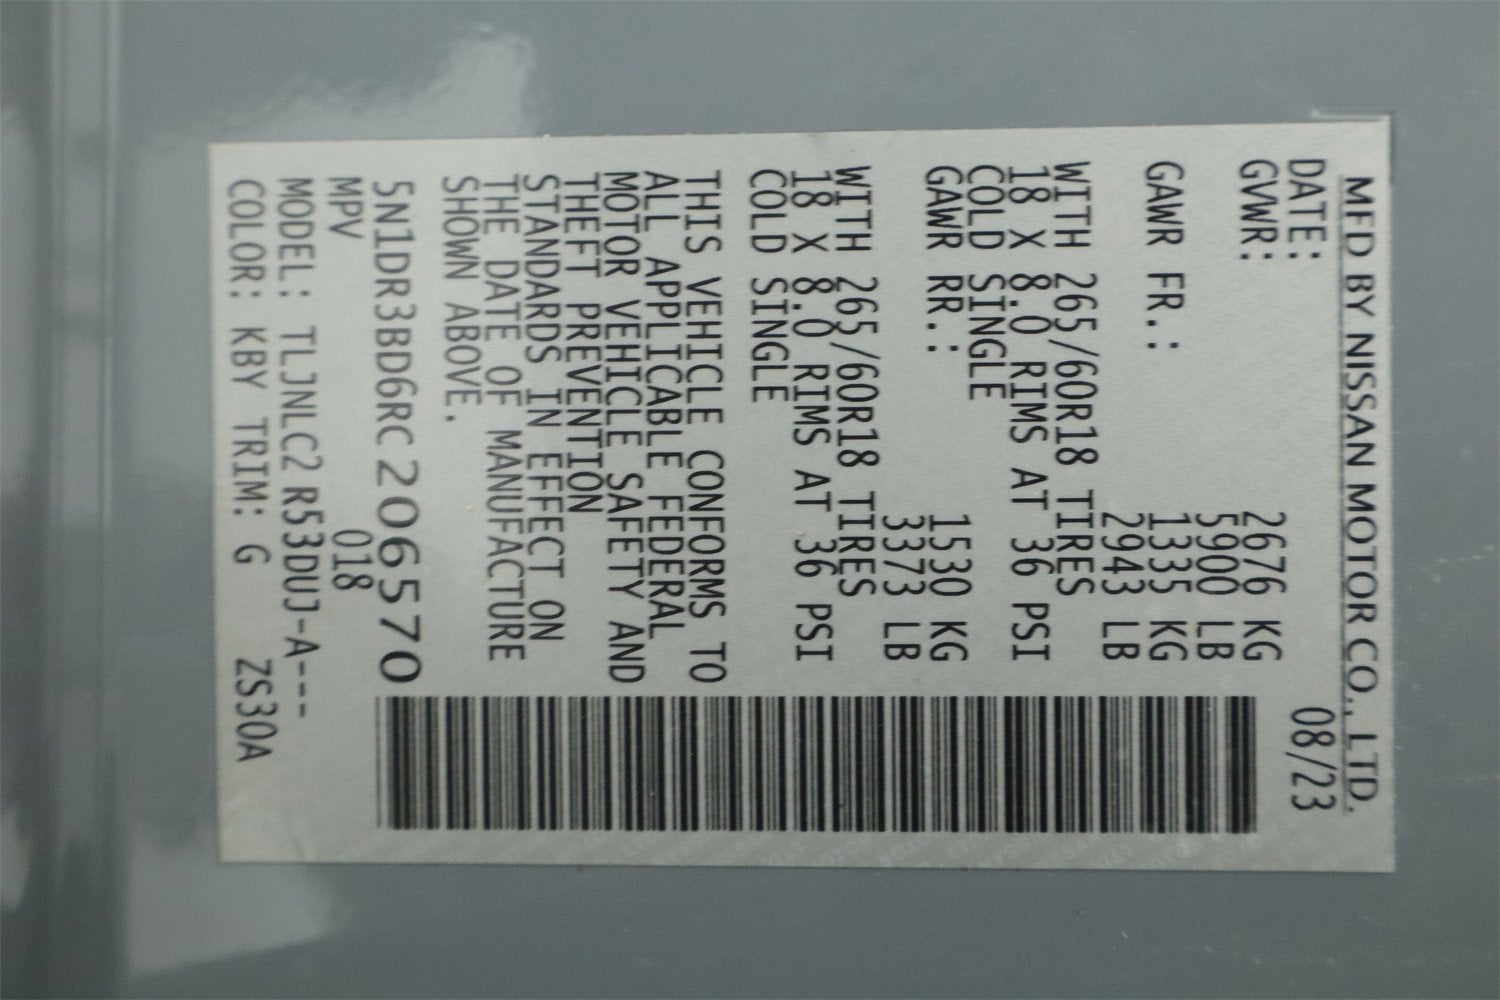 MFD BY NISSAN MOTOR CO., LTD.
DATE: 08/23
GVWR: 2676 KG
5900 LB
GAWR FR.: 1335 KG
2943 LB
WITH 265/60R18 TIRES
18 X 8.0 RIMS AT 36 PSI
COLD SINGLE
GAWR RR.: 1530 KG
3373 LB
WITH 265/60R18 TIRES
18 X 8.0 RIMS AT 36 PSI
COLD SINGLE
THIS VEHICLE CONFORMS TO
ALL APPLICABLE FEDERAL
MOTOR VEHICLE SAFETY AND
THEFT PREVENTION
STANDARDS IN EFFECT ON
THE DATE OF MANUFACTURE
SHOWN ABOVE.
5N1DR3BD6RC206570
MPV 018
MODEL: TLJNLC2 R53DUJ-A---
COLOR: KBY TRIM: G ZS30A